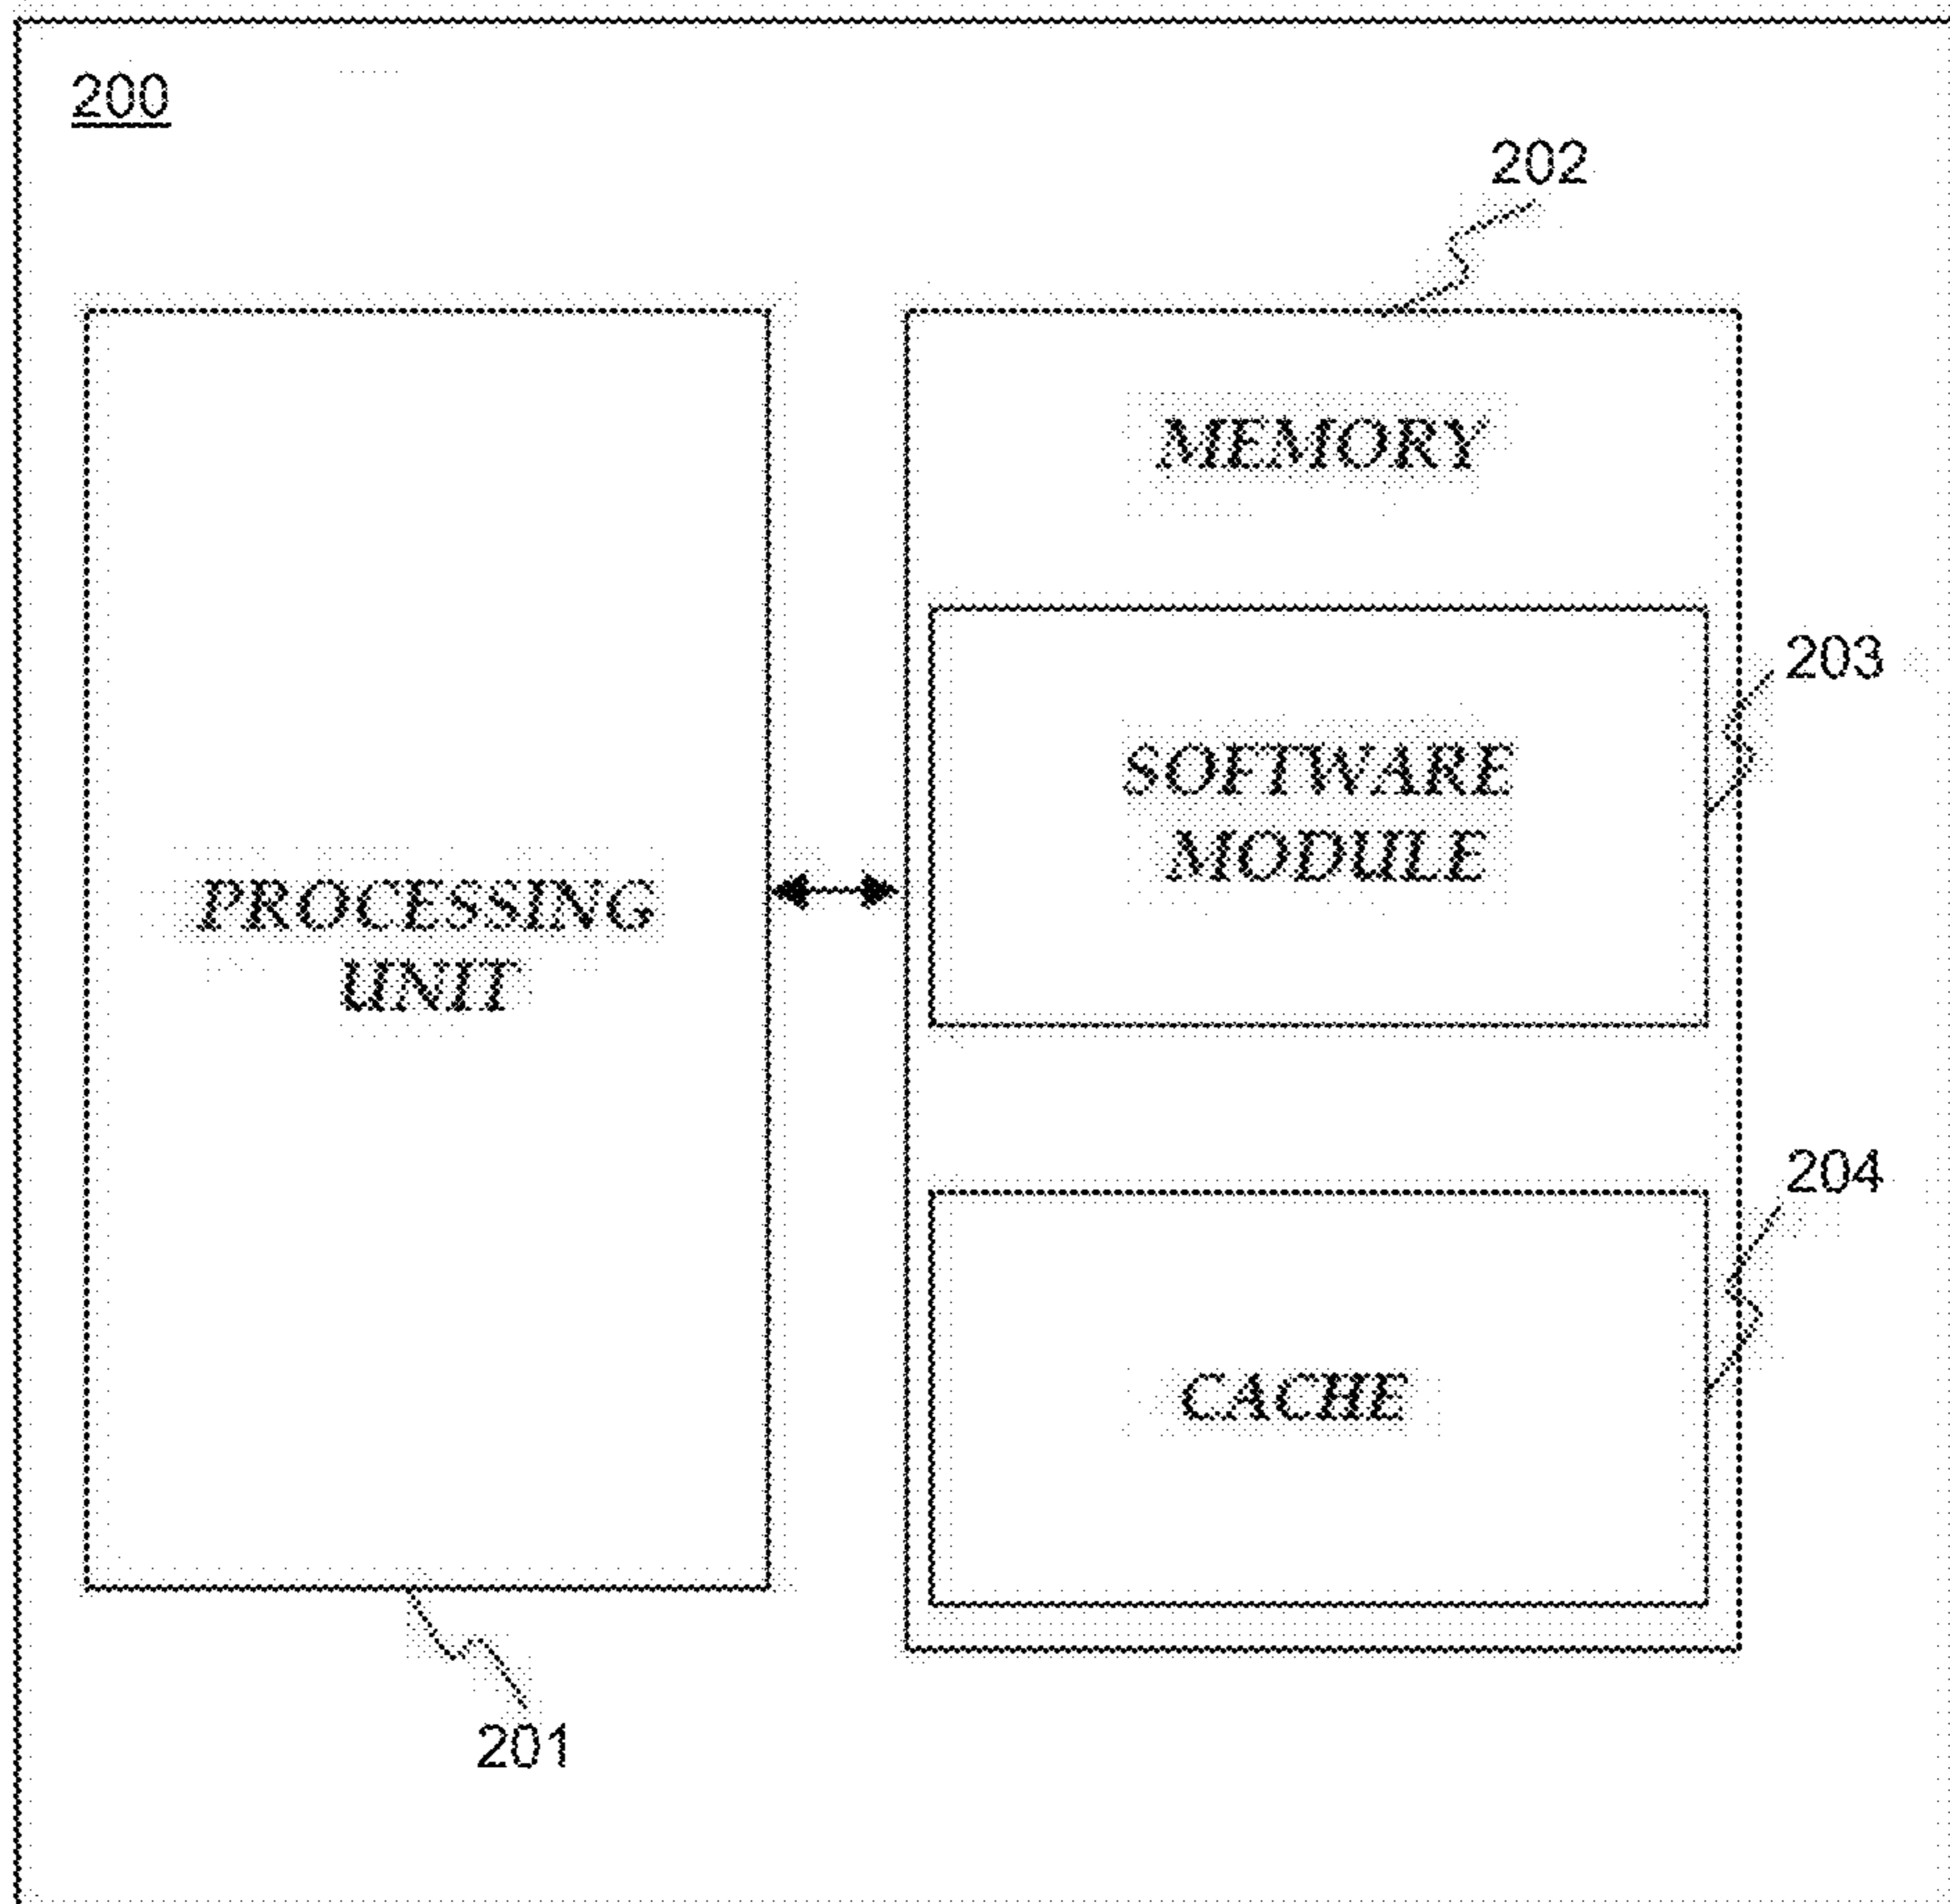 200
202
MEMORY
203
SOFTWARE
MODULE
PROCESSING
UNIT
204
CACHE
201